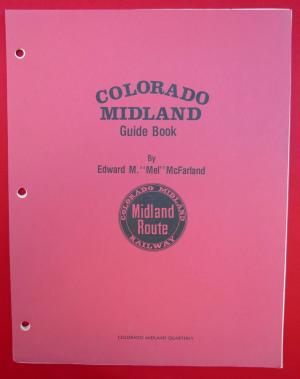 COLORADO
MIDLAND
Guide Book
By
Edward M. "Mel" McFarland
COLORADO MIDLAND
Midland
Route
RAILWAY
COLORADO MIDLAND QUARTERLY